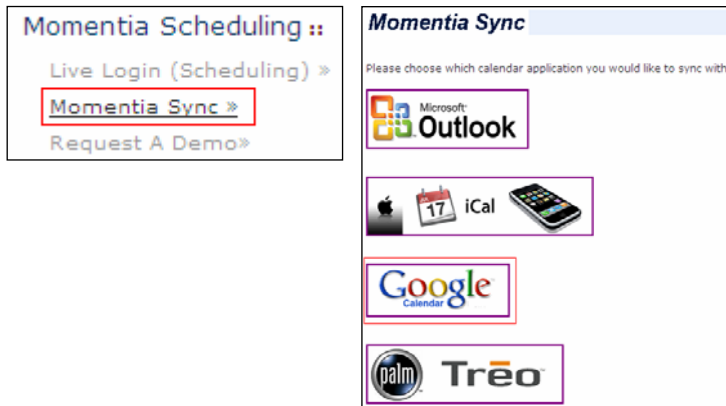 Momentia Scheduling ::
Live Login (Scheduling) »
Momentia Sync »
Request A Demo»
Momentia Sync
Please choose which calendar application you would like to sync with
Microsoft
Outlook
17
iCal
Google
Calendar
palm
Trēo